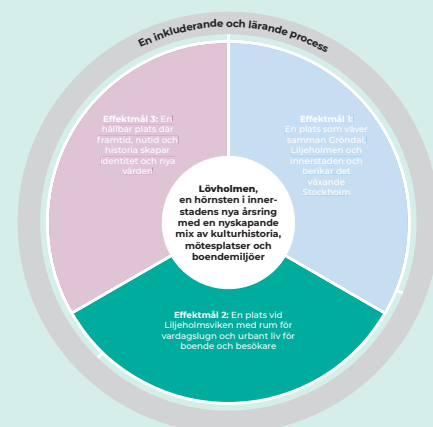 En inkluderande och lärande process
Effektmål 3: En
hållbar plats där
framtid, nutid och
historia skapar
identitet och nya
värden
Effektmål 1:
En plats som väver
samman Gröndal,
Liljeholmen och
innerstaden och
berikar det
växande
Stockholm
Lövholmen,
en hörnsten i inner-
stadens nya årsring
med en nyskapande
mix av kulturhistoria,
mötesplatser och
boendemiljöer
Effektmål 2: En plats vid
Liljeholmsviken med rum för
vardagslugn och urbant liv för
boende och besökare